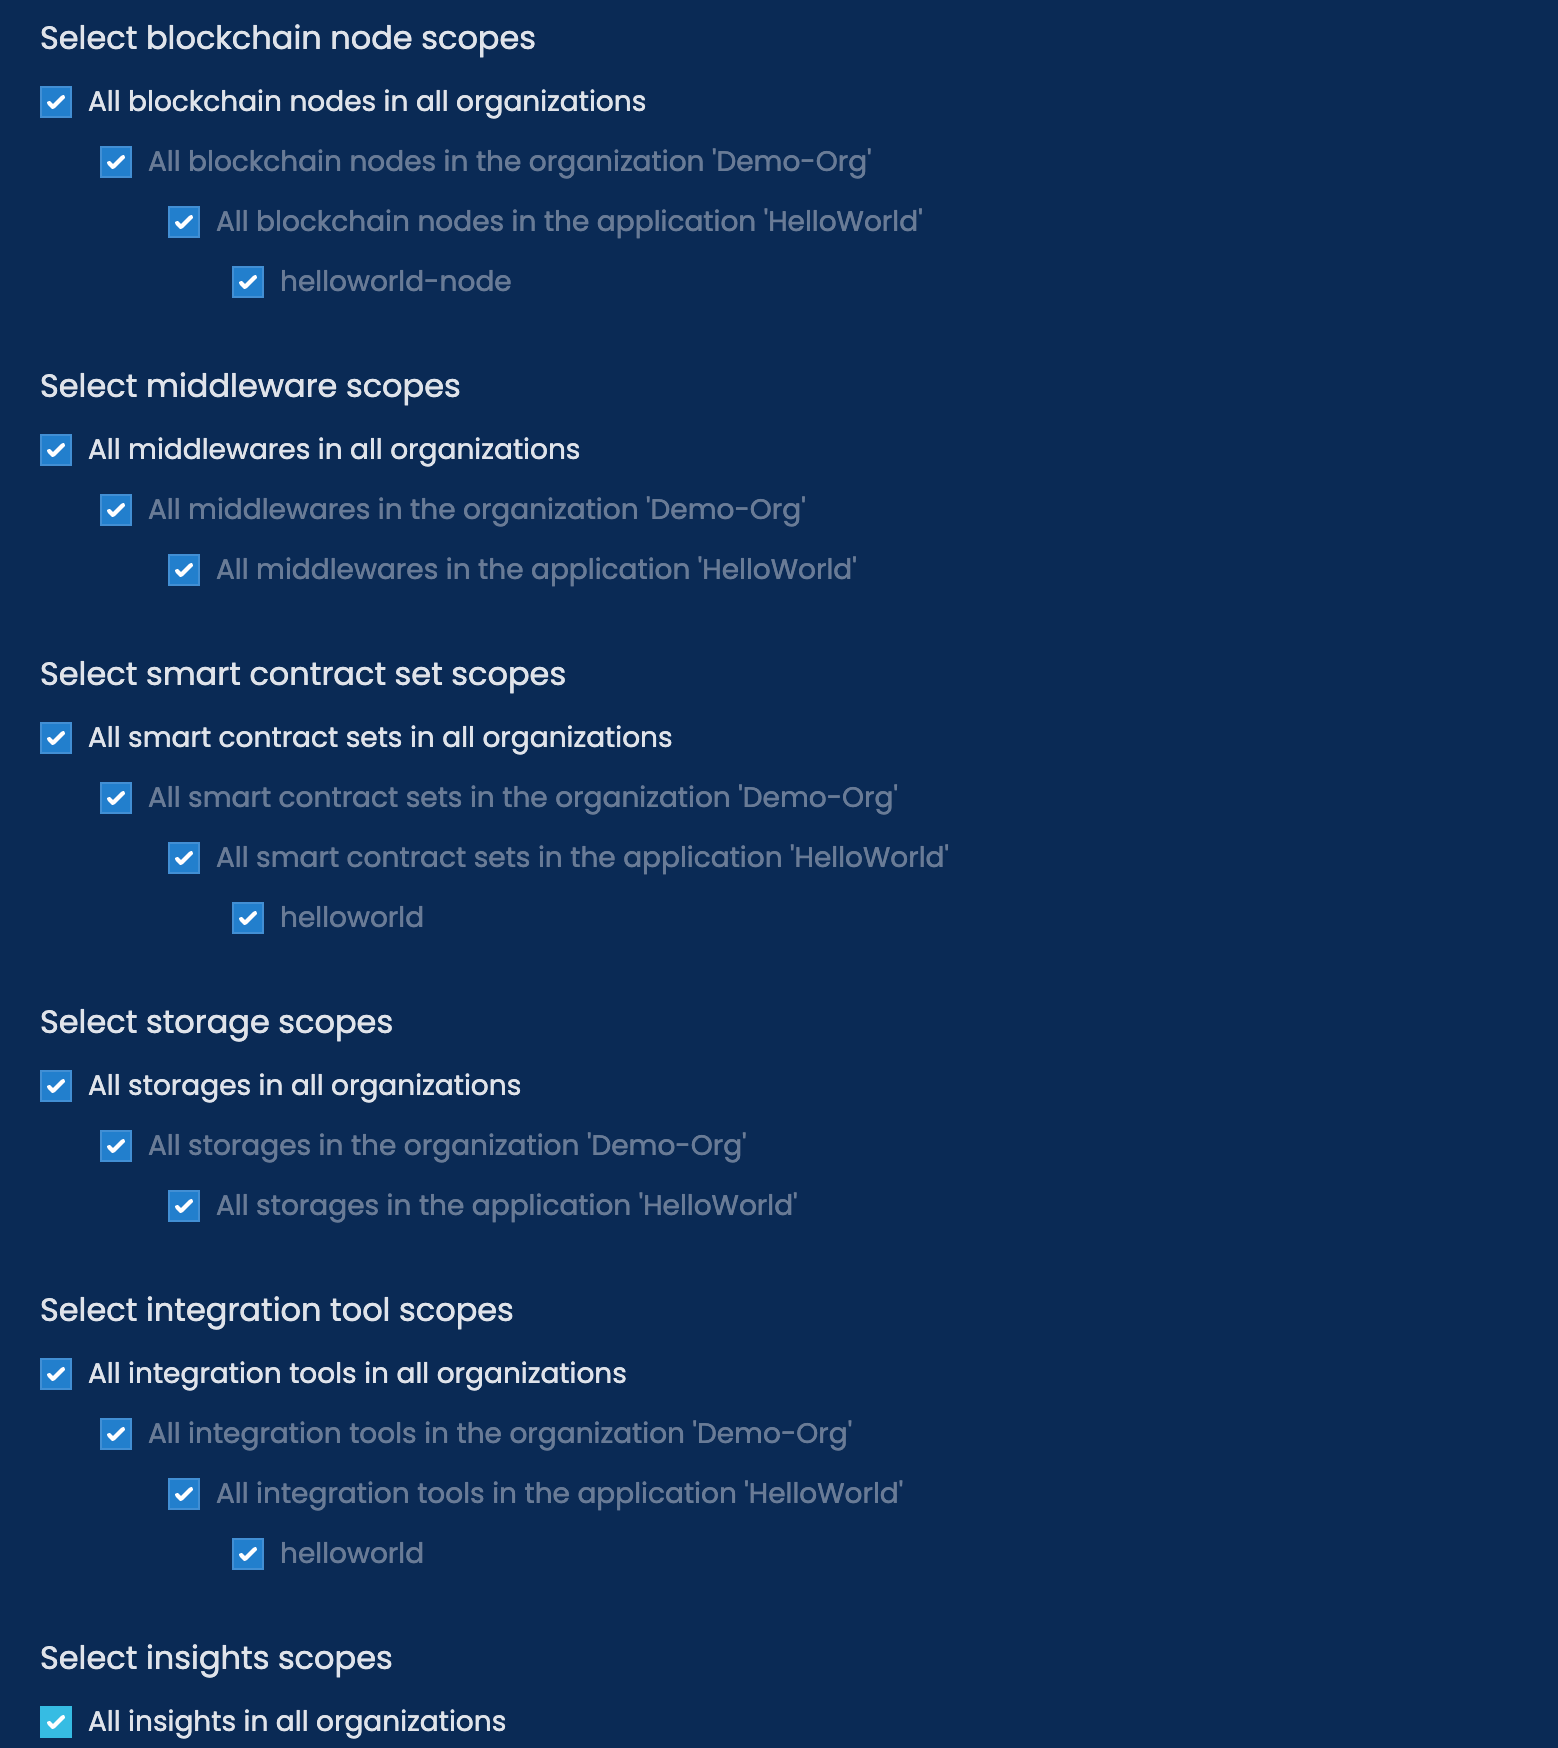 Select blockchain node scopes
All blockchain nodes in all organizations
All blockchain nodes in the organization 'Demo-Org'
All blockchain nodes in the application 'HelloWorld'
helloworld-node
Select middleware scopes
All middlewares in all organizations
All middlewares in the organization 'Demo-Org'
All middlewares in the application 'HelloWorld'
Select smart contract set scopes
All smart contract sets in all organizations
All smart contract sets in the organization 'Demo-Org'
All smart contract sets in the application 'HelloWorld'
helloworld
Select storage scopes
All storages in all organizations
All storages in the organization 'Demo-Org'
All storages in the application 'HelloWorld'
Select integration tool scopes
All integration tools in all organizations
All integration tools in the organization 'Demo-Org'
All integration tools in the application 'HelloWorld'
helloworld
Select insights scopes
All insights in all organizations